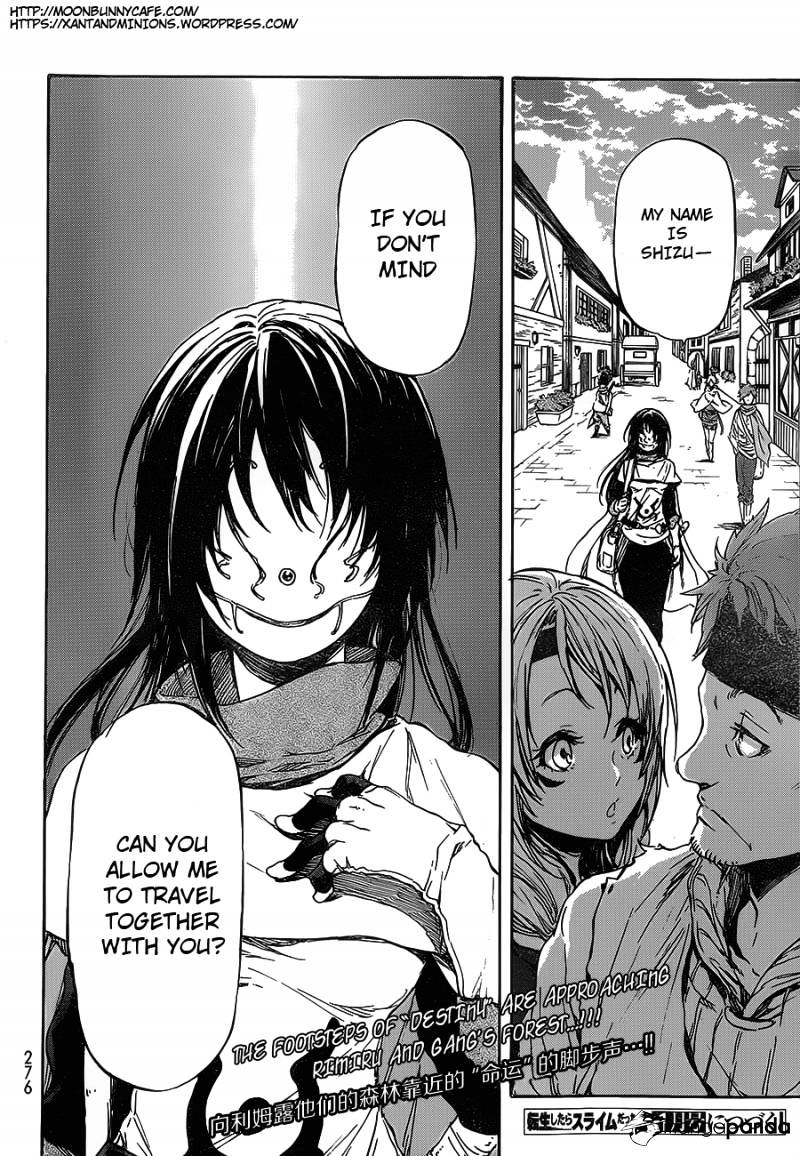 HTTP://MOONBUNNYCAFE.COM/
HTTPS://XANTANDMINIONS.WORDPRESS.COM/
MY NAME
IS
SHIZU—
IF YOU
DON'T
MIND
CAN YOU
ALLOW ME
TO TRAVEL
TOGETHER
WITH YOU?
THE FOOTSTEPS OF "DESTINY" ARE APPROACHING
RIMIRU AND GANG'S FOREST...!!!
向利姆露他们的森林靠近的"命运"的脚步声…!!
276
転生したらスライムだった
mangapanda